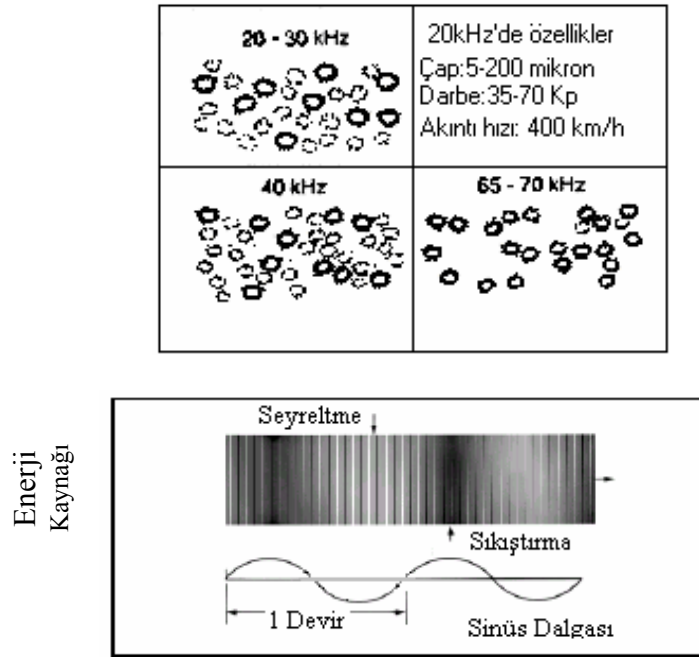 20 - 30 kHz
20kHz'de özellikler
Çap:5-200 mikron
Darbe:35-70 Kp
Akıntı hızı: 400 km/h
40 kHz
65 - 70 kHz
Enerji
Kaynağı
Seyreltme
Sıkıştırma
1 Devir
Sinüs Dalgası